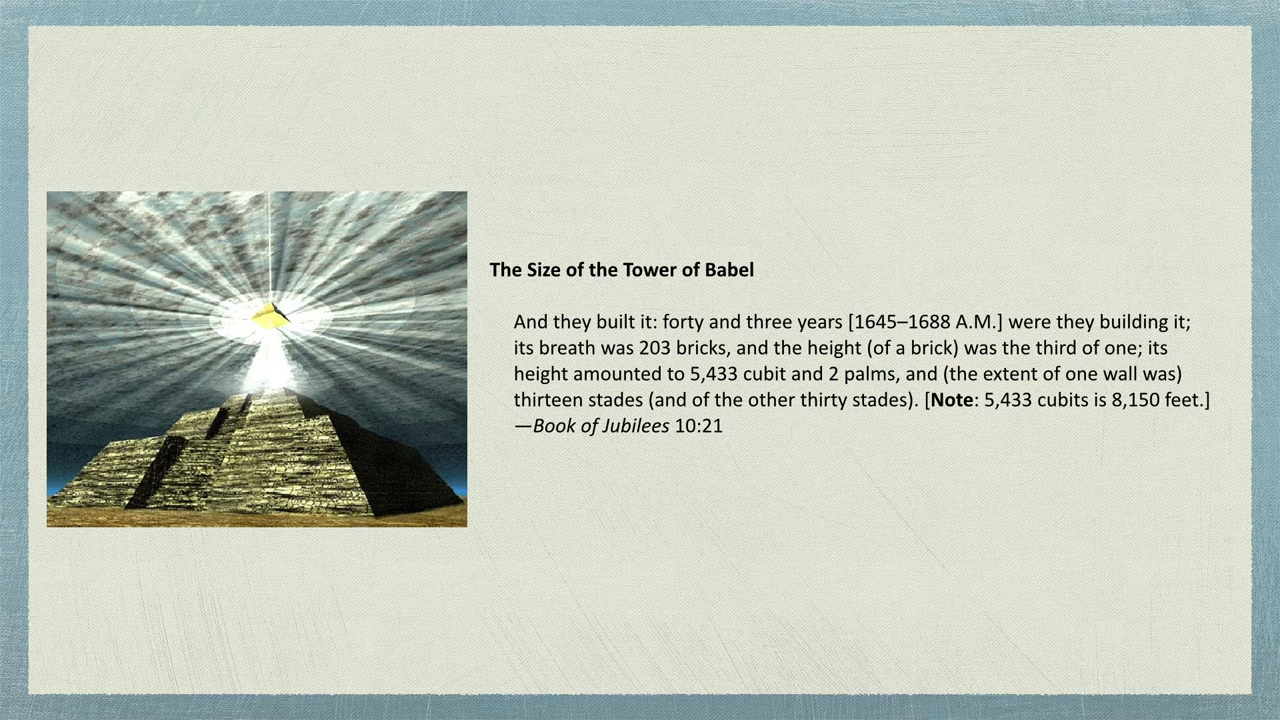 The Size of the Tower of Babel
And they built it: forty and three years [1645–1688 A.M.] were they building it;
its breath was 203 bricks, and the height (of a brick) was the third of one; its
height amounted to 5,433 cubit and 2 palms, and (the extent of one wall was)
thirteen stades (and of the other thirty stades). [Note: 5,433 cubits is 8,150 feet.]
—Book of Jubilees 10:21